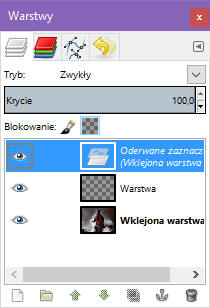 Warstwy
Tryb: Zwykły
Krycie 100,0
Blokowanie:
Oderwane zaznacz
(Wklejona warstwa
Warstwa
Wklejona warstwa